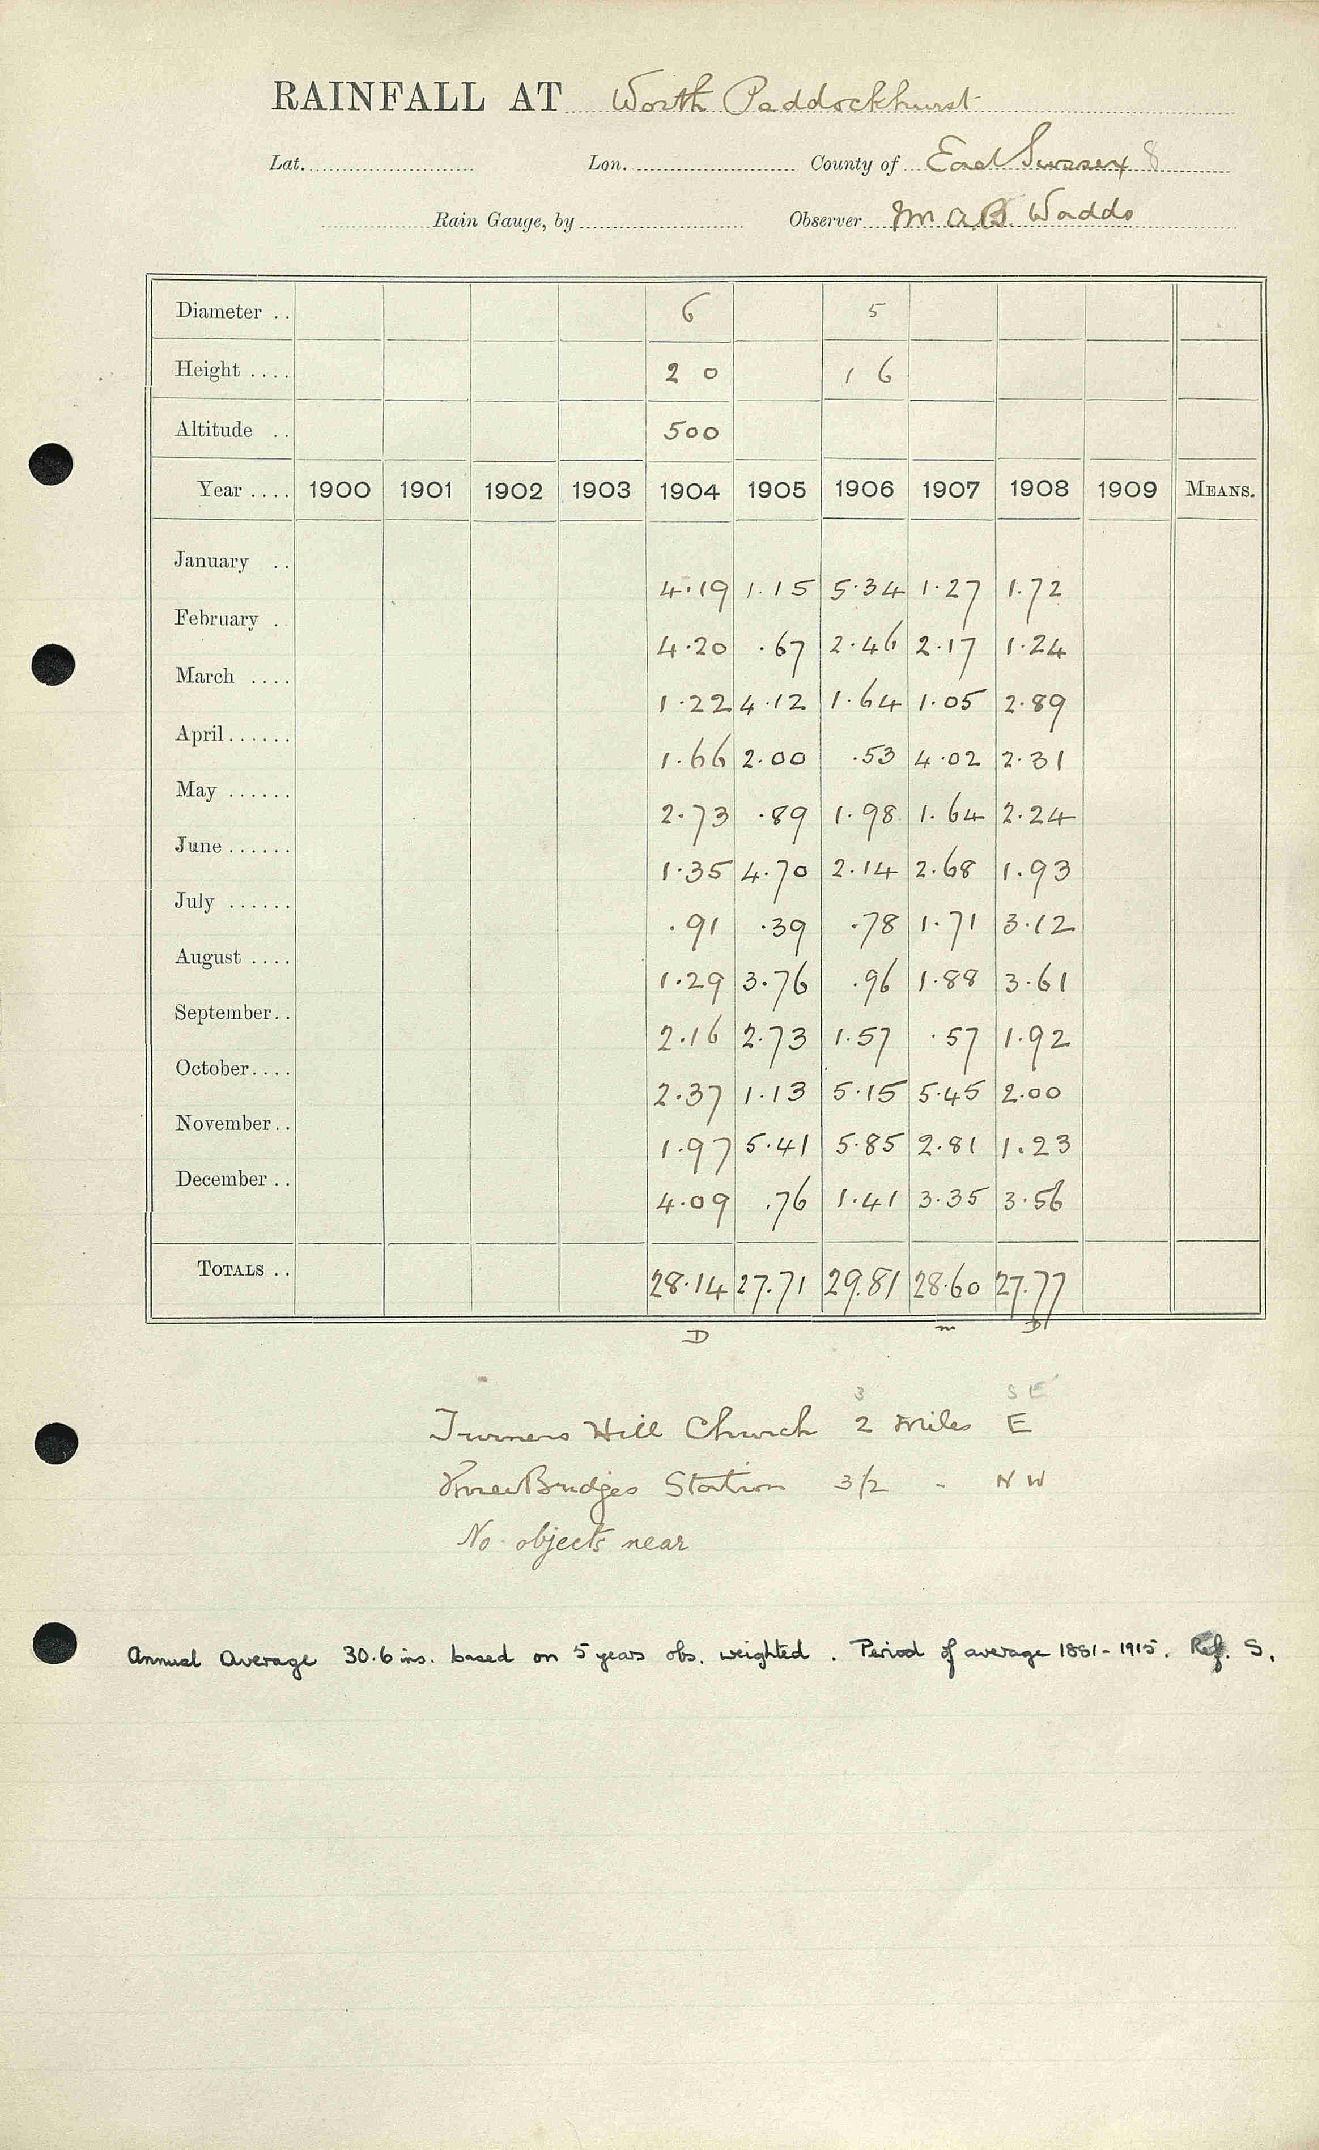 RAINFALL AT Worth Paddockhurst
Lat. Lon. County of East Sussex 8
Rain Gauge, by Observer Mr A.B. Wadds
Diameter .. 6 5
Height .... 2 0 1 6
Altitude .. 500
Year .... 1900 1901 1902 1903 1904 1905 1906 1907 1908 1909 MEANS.
January .. 4.19 1.15 5.34 1.27 1.72
February . 4.20 .67 2.46 2.17 1.24
March .... 1.22 4.12 1.64 1.05 2.89
April...... 1.66 2.00 .53 4.02 2.31
May ...... 2.73 .89 1.98 1.64 2.24
June...... 1.35 4.70 2.14 2.68 1.93
July ...... .91 .39 .78 1.71 3.12
August .... 1.29 3.76 .96 1.88 3.61
September.. 2.16 2.73 1.57 .57 1.92
October.... 2.37 1.13 5.15 5.45 2.00
November.. 1.97 5.41 5.85 2.81 1.23
December .. 4.09 .76 1.41 3.35 3.56
TOTALS .. 28.14 27.71 29.81 28.60 27.77
D m D
3 S E
Turners Hill Church 2 miles E
Three Bridges Station 3½ " N W
No objects near
Annual Average 30.6 ins. based on 5 years obs. weighted. Period of average 1881-1915. Ref. S.